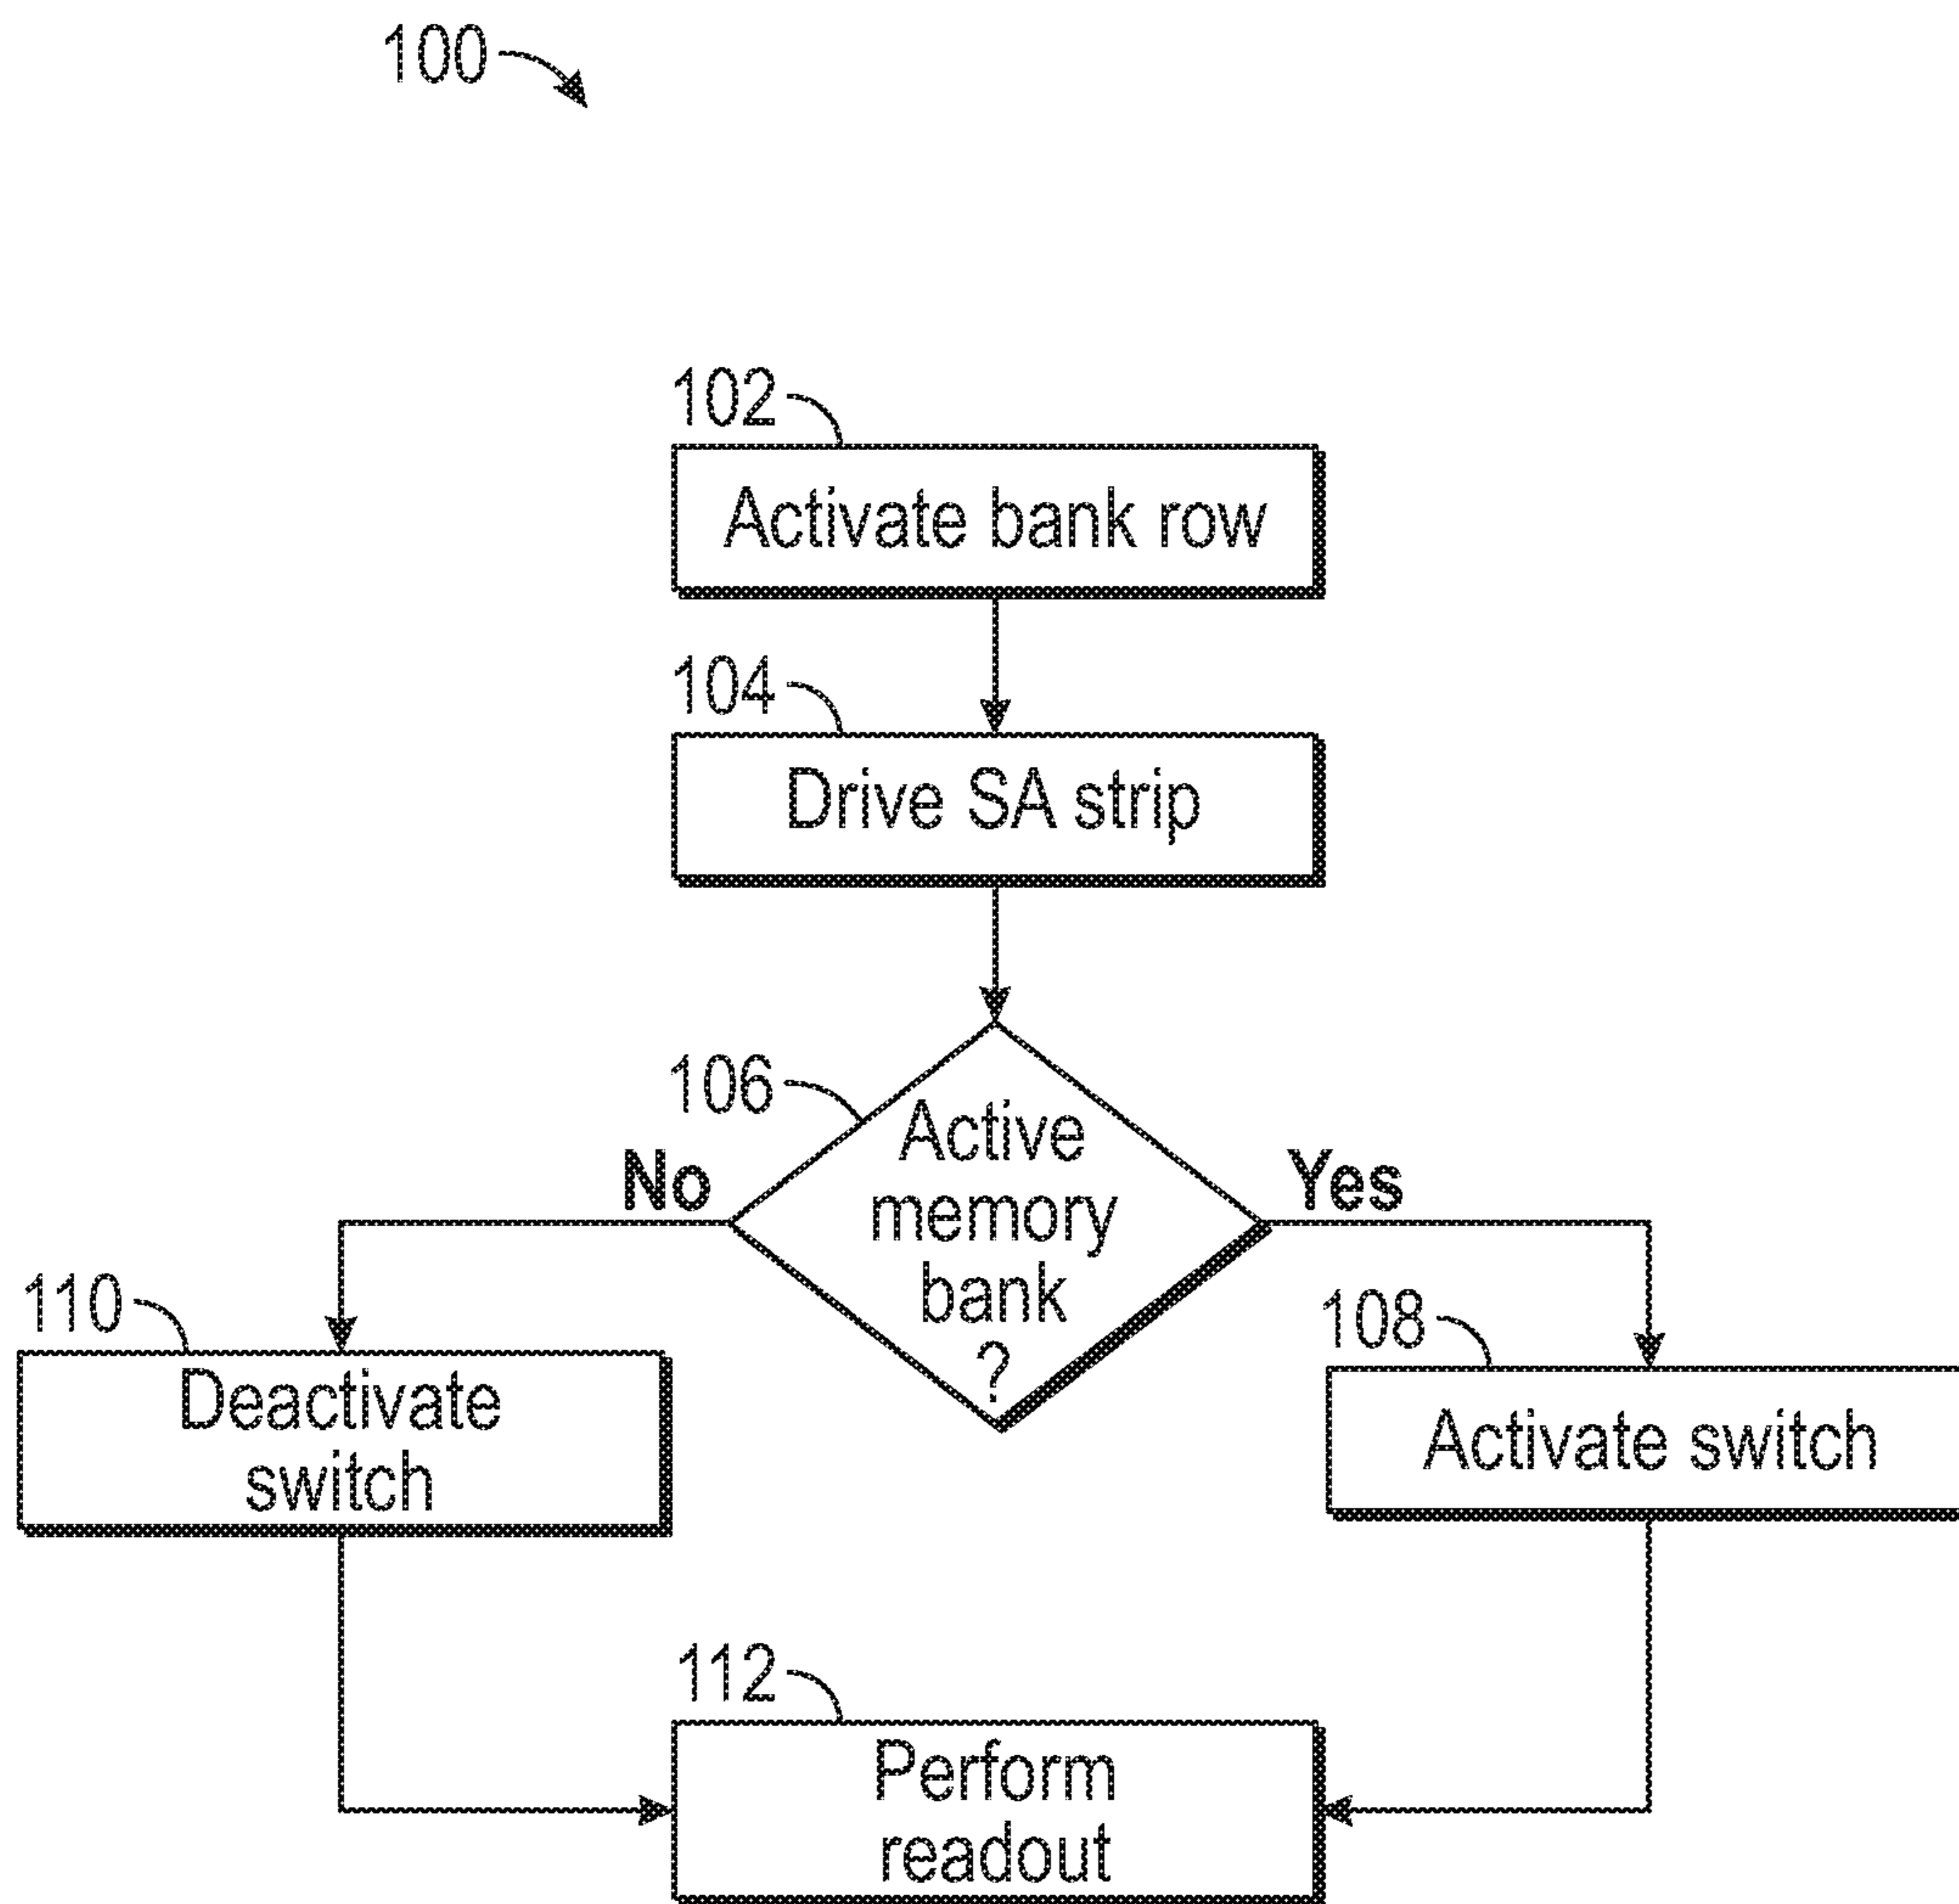 100
102
Activate bank row
104
Drive SA strip
106
Active
memory
bank
?
No
Yes
110
Deactivate
switch
108
Activate switch
112
Perform
readout